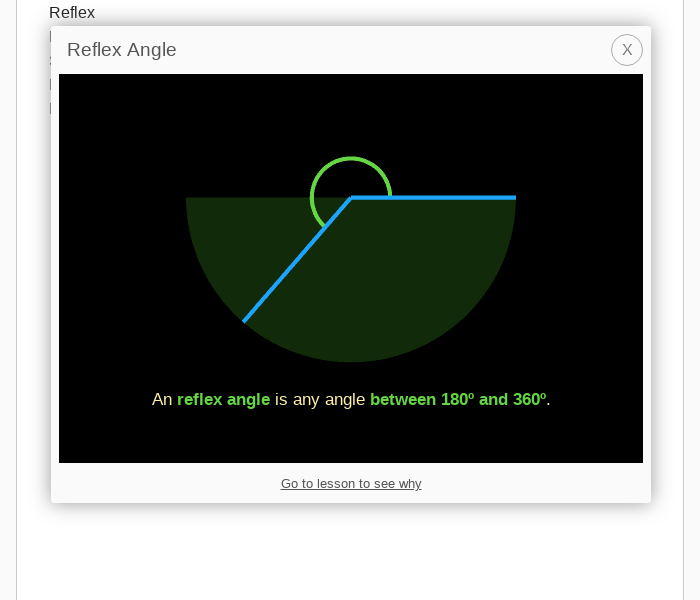 Reflex
Reflex Angle
X
An reflex angle is any angle between 180º and 360º.
Go to lesson to see why